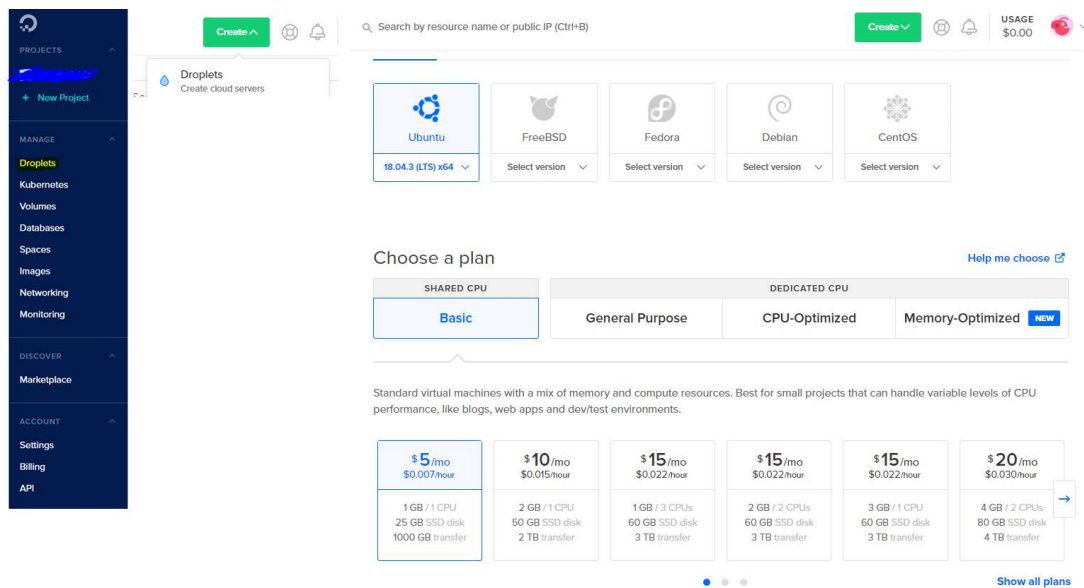 PROJECTS
+ New Project
MANAGE
Droplets
Kubernetes
Volumes
Databases
Spaces
Images
Networking
Monitoring
DISCOVER
Marketplace
ACCOUNT
Settings
Billing
API
Create
Droplets
Create cloud servers
Search by resource name or public IP (Ctrl+B)
Create
USAGE
$0.00
Ubuntu
18.04.3 (LTS) x64
FreeBSD
Select version
Fedora
Select version
Debian
Select version
CentOS
Select version
Choose a plan
Help me choose
SHARED CPU
DEDICATED CPU
Basic
General Purpose
CPU-Optimized
Memory-Optimized NEW
Standard virtual machines with a mix of memory and compute resources. Best for small projects that can handle variable levels of CPU
performance, like blogs, web apps and dev/test environments.
$5/mo
$0.007/hour
1 GB / 1 CPU
25 GB SSD disk
1000 GB transfer
$10/mo
$0.015/hour
2 GB / 1 CPU
50 GB SSD disk
2 TB transfer
$15/mo
$0.022/hour
1 GB / 3 CPUs
60 GB SSD disk
3 TB transfer
$15/mo
$0.022/hour
2 GB / 2 CPUs
60 GB SSD disk
3 TB transfer
$15/mo
$0.022/hour
3 GB / 1 CPU
60 GB SSD disk
3 TB transfer
$20/mo
$0.030/hour
4 GB / 2 CPUs
80 GB SSD disk
4 TB transfer
Show all plans